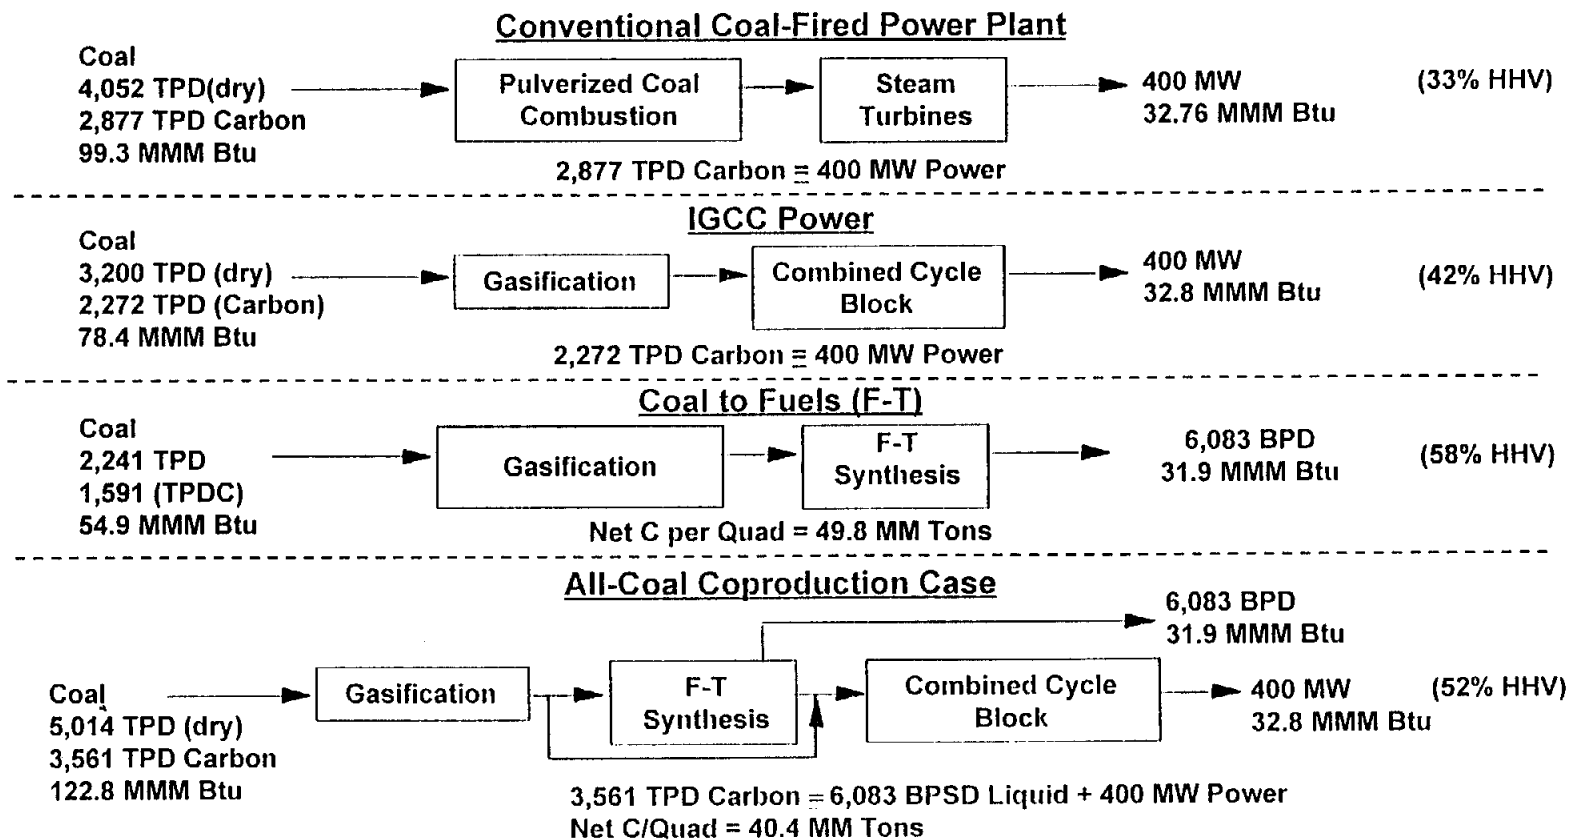 Conventional Coal-Fired Power Plant
Coal
4,052 TPD(dry)
2,877 TPD Carbon
99.3 MMM Btu
Pulverized Coal
Combustion
Steam
Turbines
400 MW
32.76 MMM Btu
(33% HHV)
2,877 TPD Carbon = 400 MW Power
IGCC Power
Coal
3,200 TPD (dry)
2,272 TPD (Carbon)
78.4 MMM Btu
Gasification
Combined Cycle
Block
400 MW
32.8 MMM Btu
(42% HHV)
2,272 TPD Carbon = 400 MW Power
Coal to Fuels (F-T)
Coal
2,241 TPD
1,591 (TPDC)
54.9 MMM Btu
Gasification
F-T
Synthesis
6,083 BPD
31.9 MMM Btu
(58% HHV)
Net C per Quad = 49.8 MM Tons
All-Coal Coproduction Case
6,083 BPD
31.9 MMM Btu
Coal
5,014 TPD (dry)
3,561 TPD Carbon
122.8 MMM Btu
Gasification
F-T
Synthesis
Combined Cycle
Block
400 MW
32.8 MMM Btu
(52% HHV)
3,561 TPD Carbon = 6,083 BPSD Liquid + 400 MW Power
Net C/Quad = 40.4 MM Tons